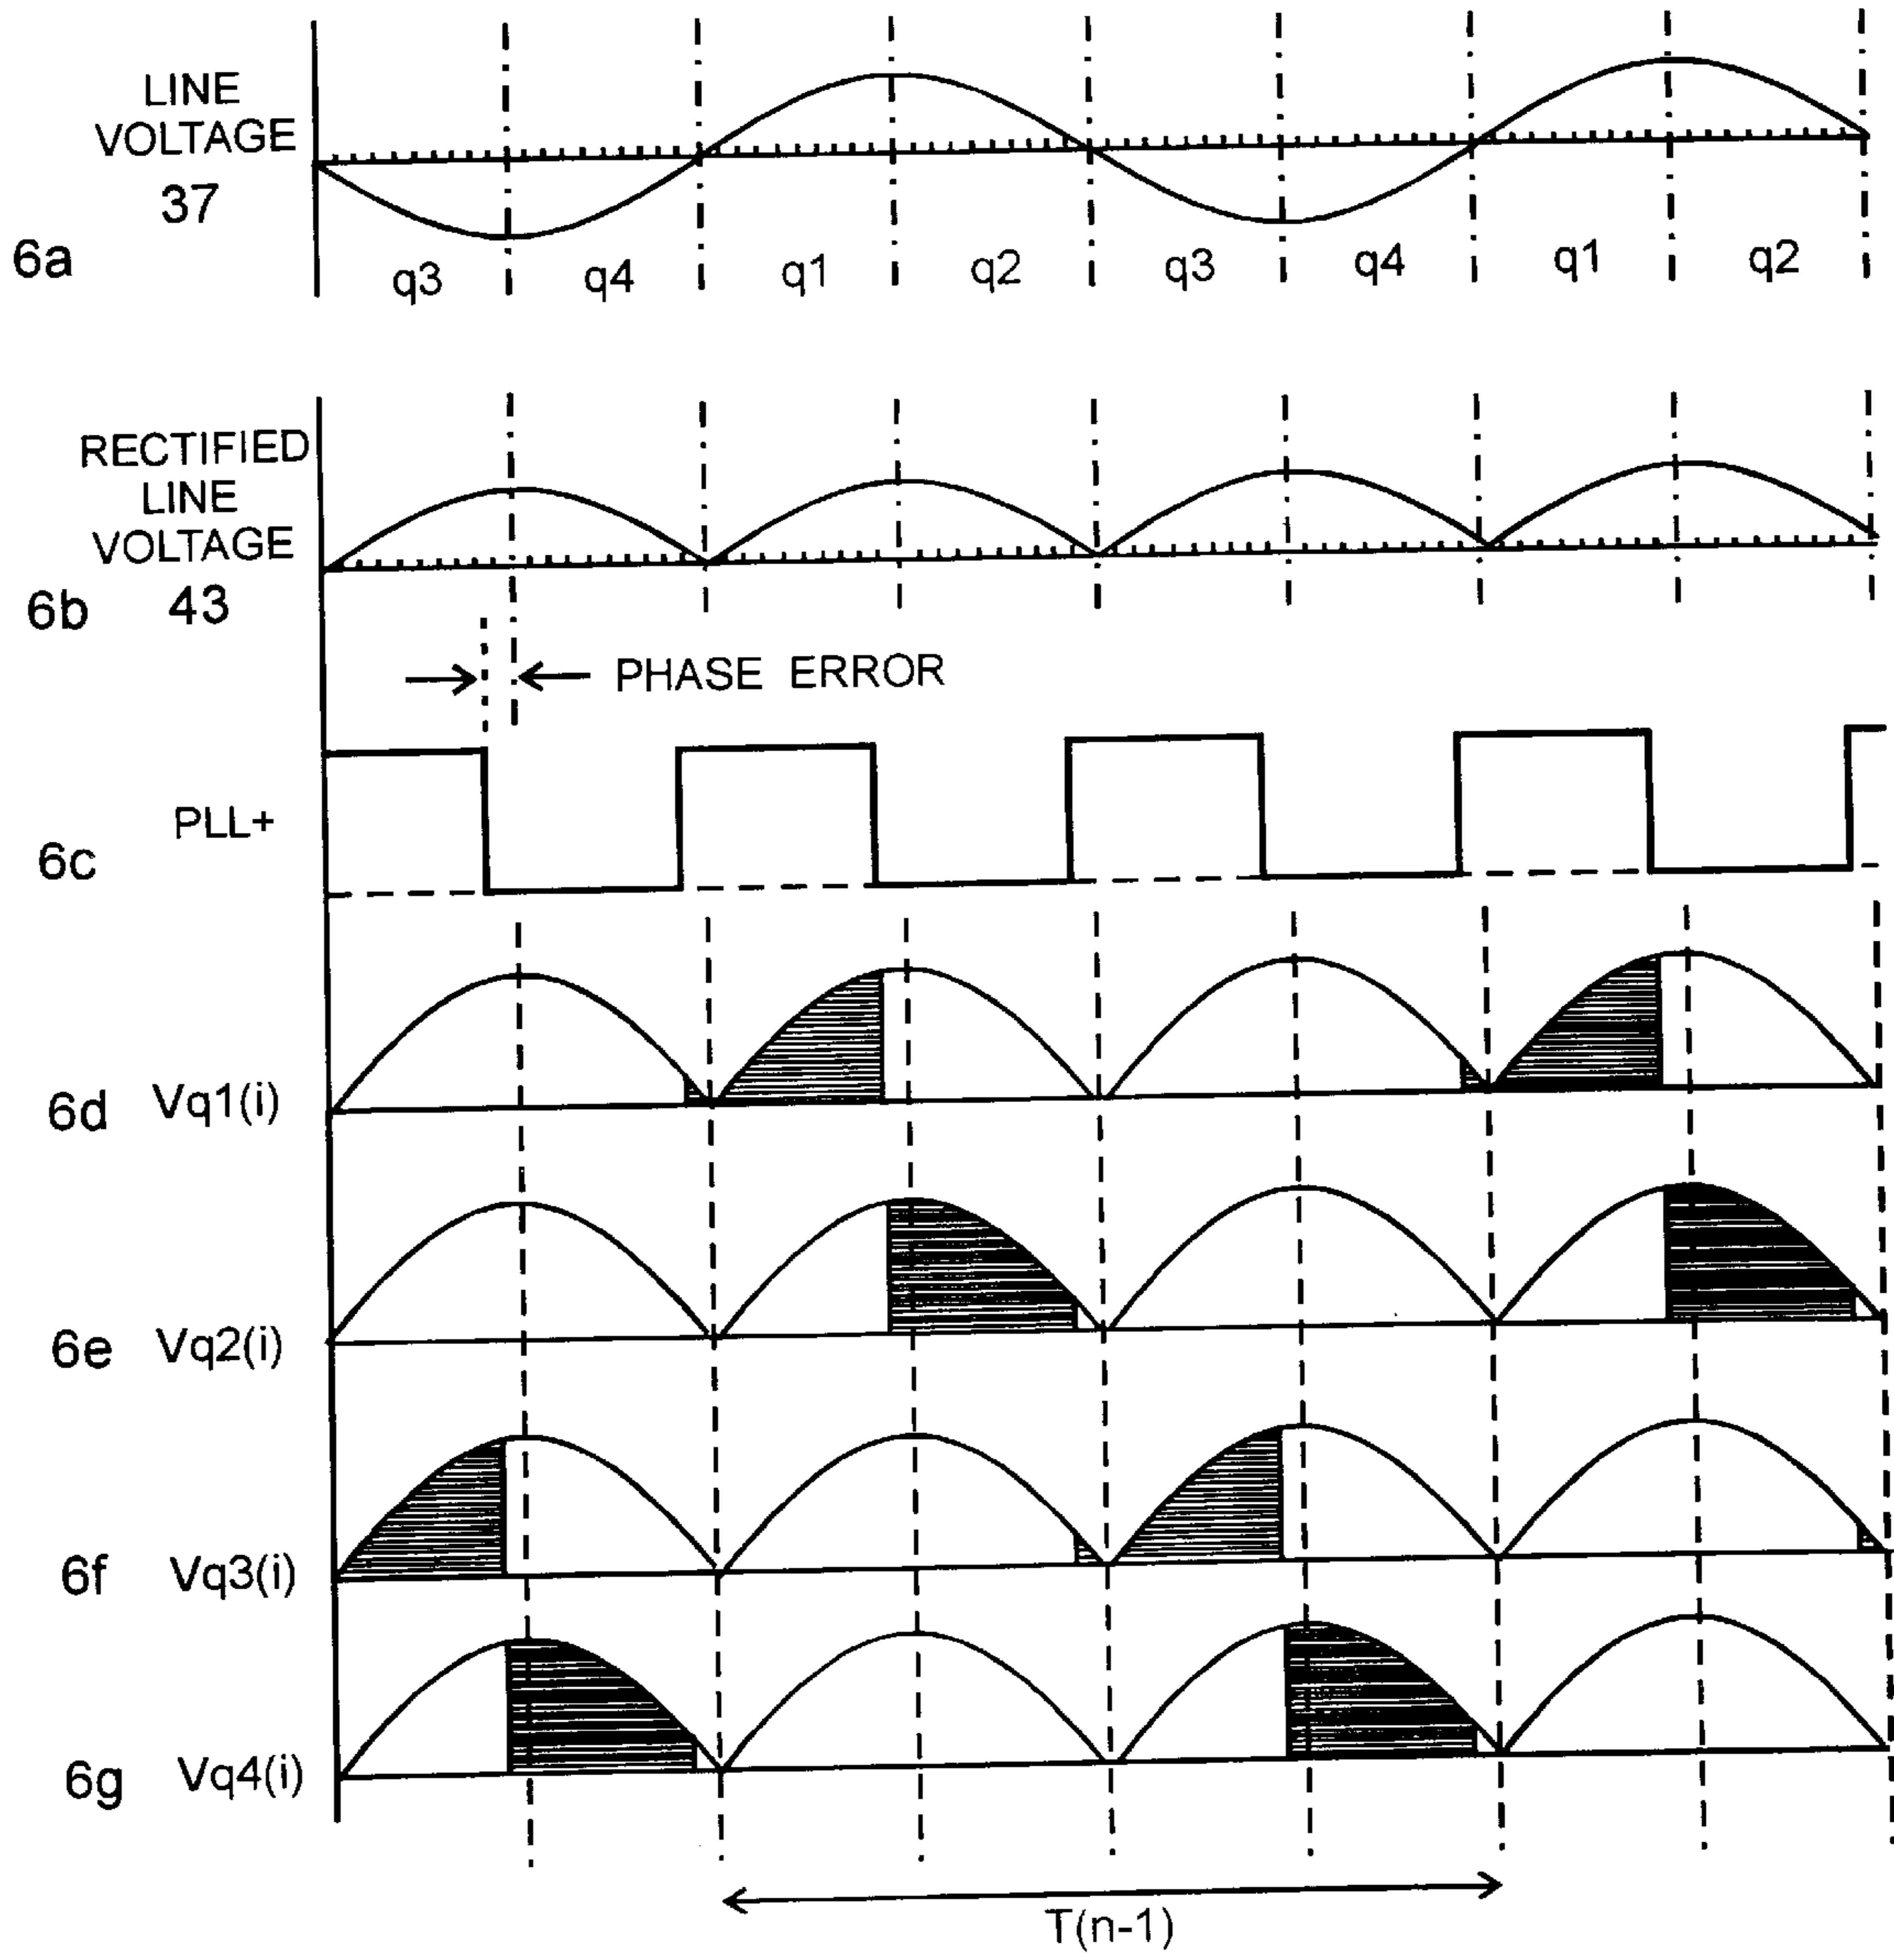 LINE
VOLTAGE
37
6a
q3 q4 q1 q2 q3 q4 q1 q2
RECTIFIED
LINE
VOLTAGE
43
6b
PHASE ERROR
PLL+
6c
6d Vq1(i)
6e Vq2(i)
6f Vq3(i)
6g Vq4(i)
T(n-1)